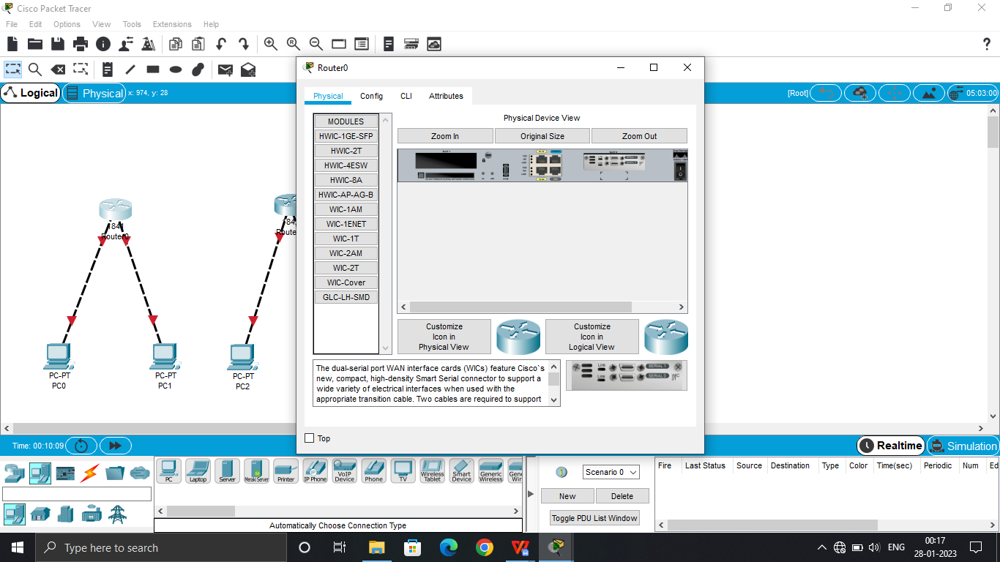 Cisco Packet Tracer
File Edit Options View Tools Extensions Help
Router0
Logical
Physical
x: 974, y: 28
[Root]
05:03:00
Physical Config CLI Attributes
MODULES
HWIC-1GE-SFP
HWIC-2T
HWIC-4ESW
HWIC-8A
HWIC-AP-AG-B
WIC-1AM
WIC-1ENET
WIC-1T
WIC-2AM
WIC-2T
WIC-Cover
GLC-LH-SMD
Physical Device View
Zoom In Original Size Zoom Out
Customize
Icon in
Physical View
Customize
Icon in
Logical View
The dual-serial port WAN interface cards (WICs) feature Cisco`s
new, compact, high-density Smart Serial connector to support a
wide variety of electrical interfaces when used with the
appropriate transition cable. Two cables are required to support
Link SERIAL 1
Link SERIAL 0 WIC
2T
Top
1841
Router0
184
Route
PC-PT
PC0
PC-PT
PC1
PC-PT
PC2
Time: 00:10:09
Realtime
Simulation
PC
Laptop
Server
Meraki Server
Printer
IP Phone
VoIP
Device
Phone
TV
Wireless
Tablet
Smart
Device
Generic
Wireless
Gene
Wir
Automatically Choose Connection Type
Scenario 0
New Delete
Toggle PDU List Window
Fire Last Status Source Destination Type Color Time(sec) Periodic Num Ed
Type here to search
ENG
00:17
28-01-2023